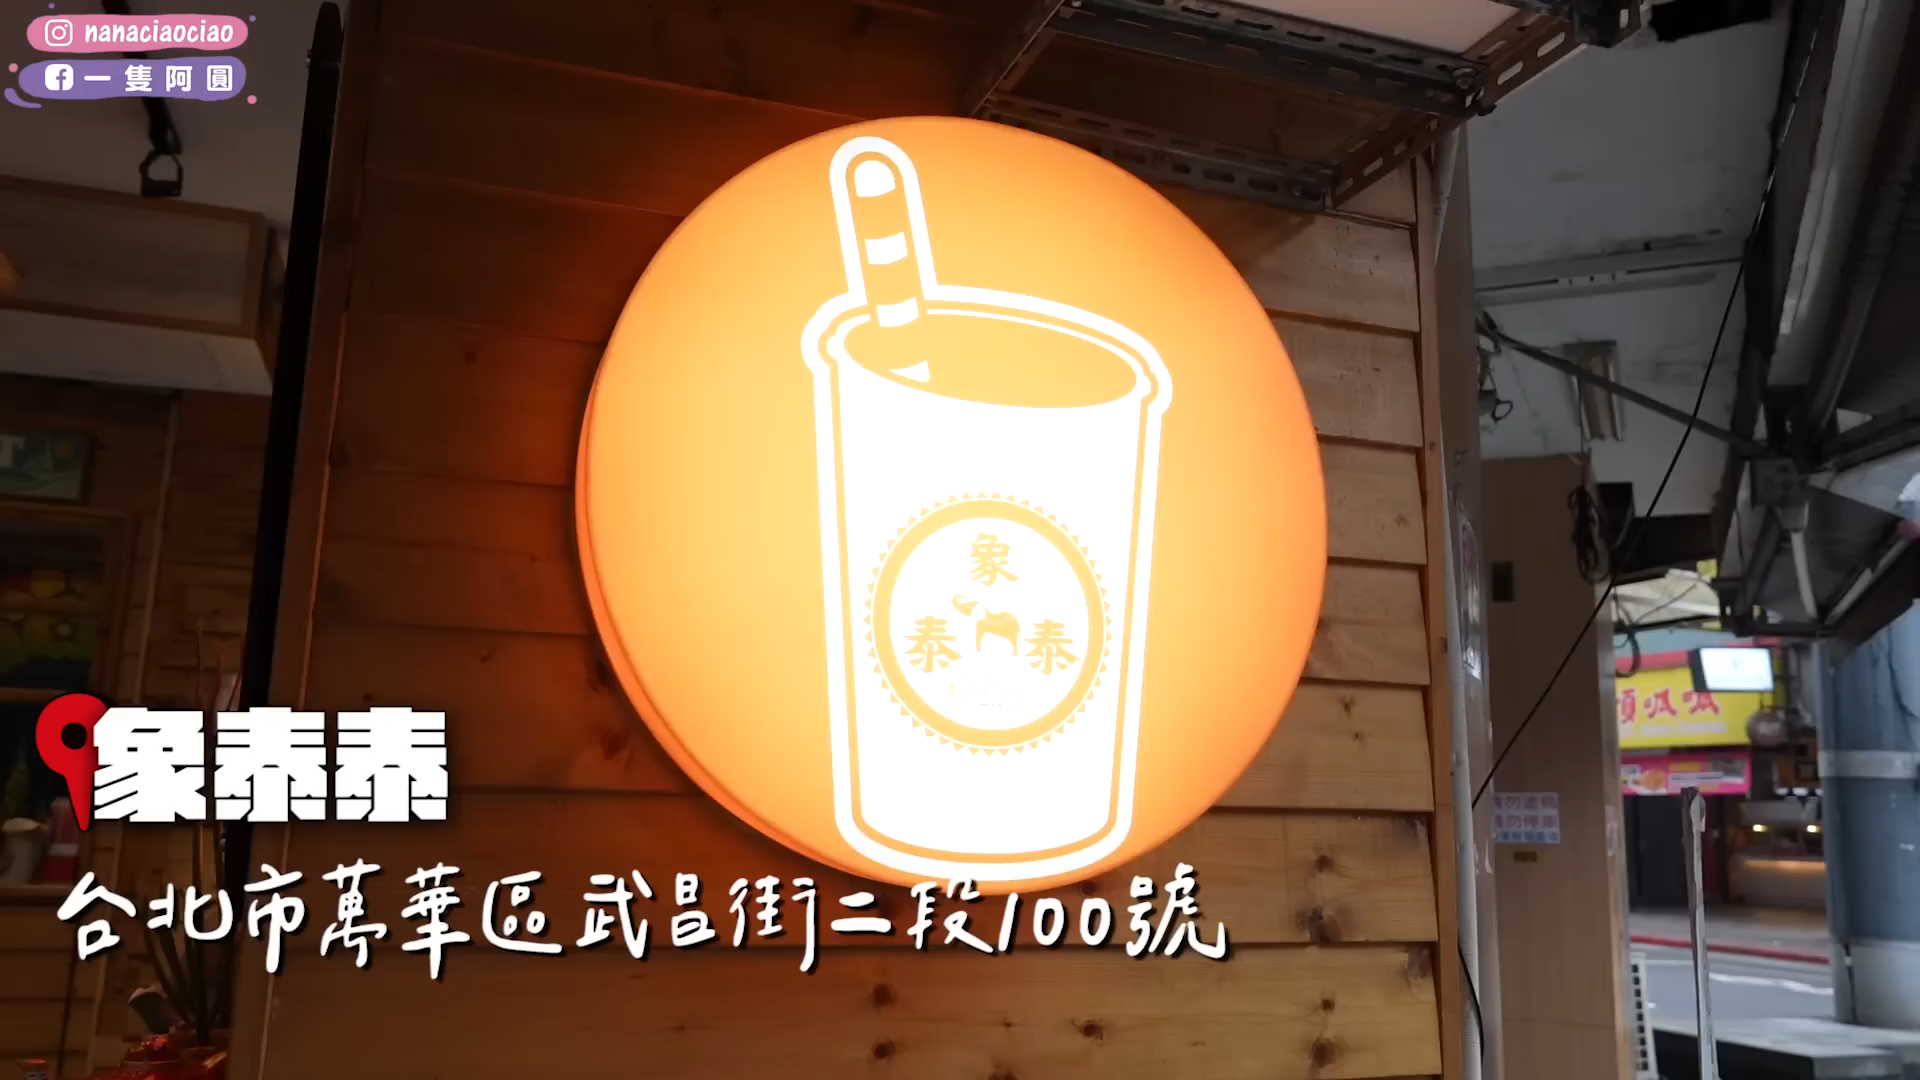 nanaciaociao
一隻阿圓
象
泰 泰
象泰泰
台北市萬華區武昌街二段100號